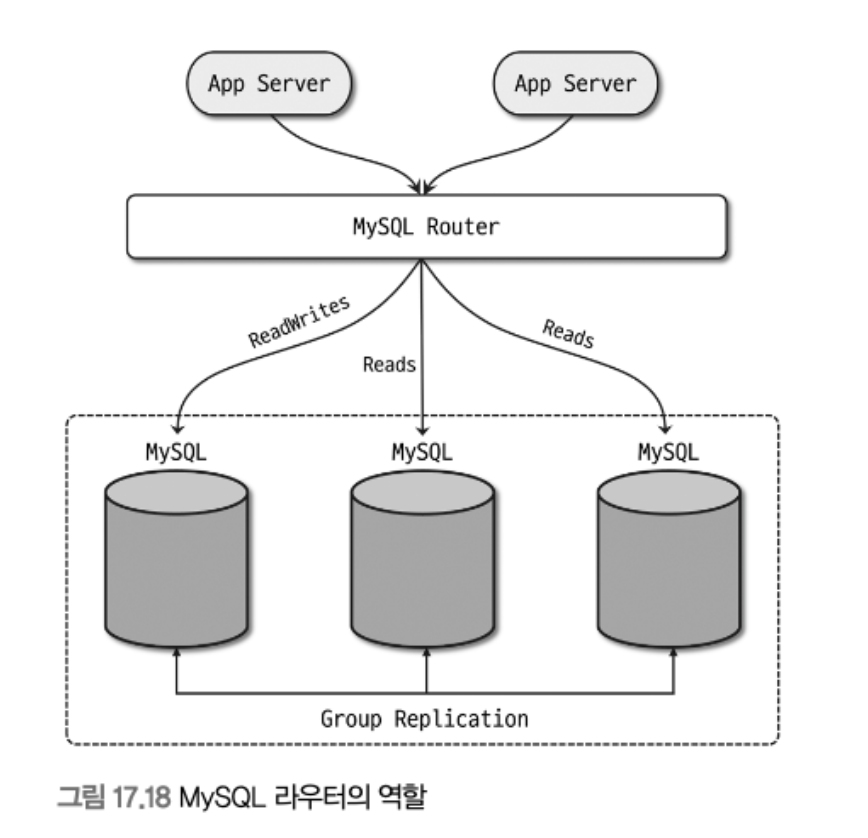 App Server
App Server
MySQL Router
ReadWrites
Reads
Reads
MySQL
MySQL
MySQL
Group Replication
그림 17.18 MySQL 라우터의 역할